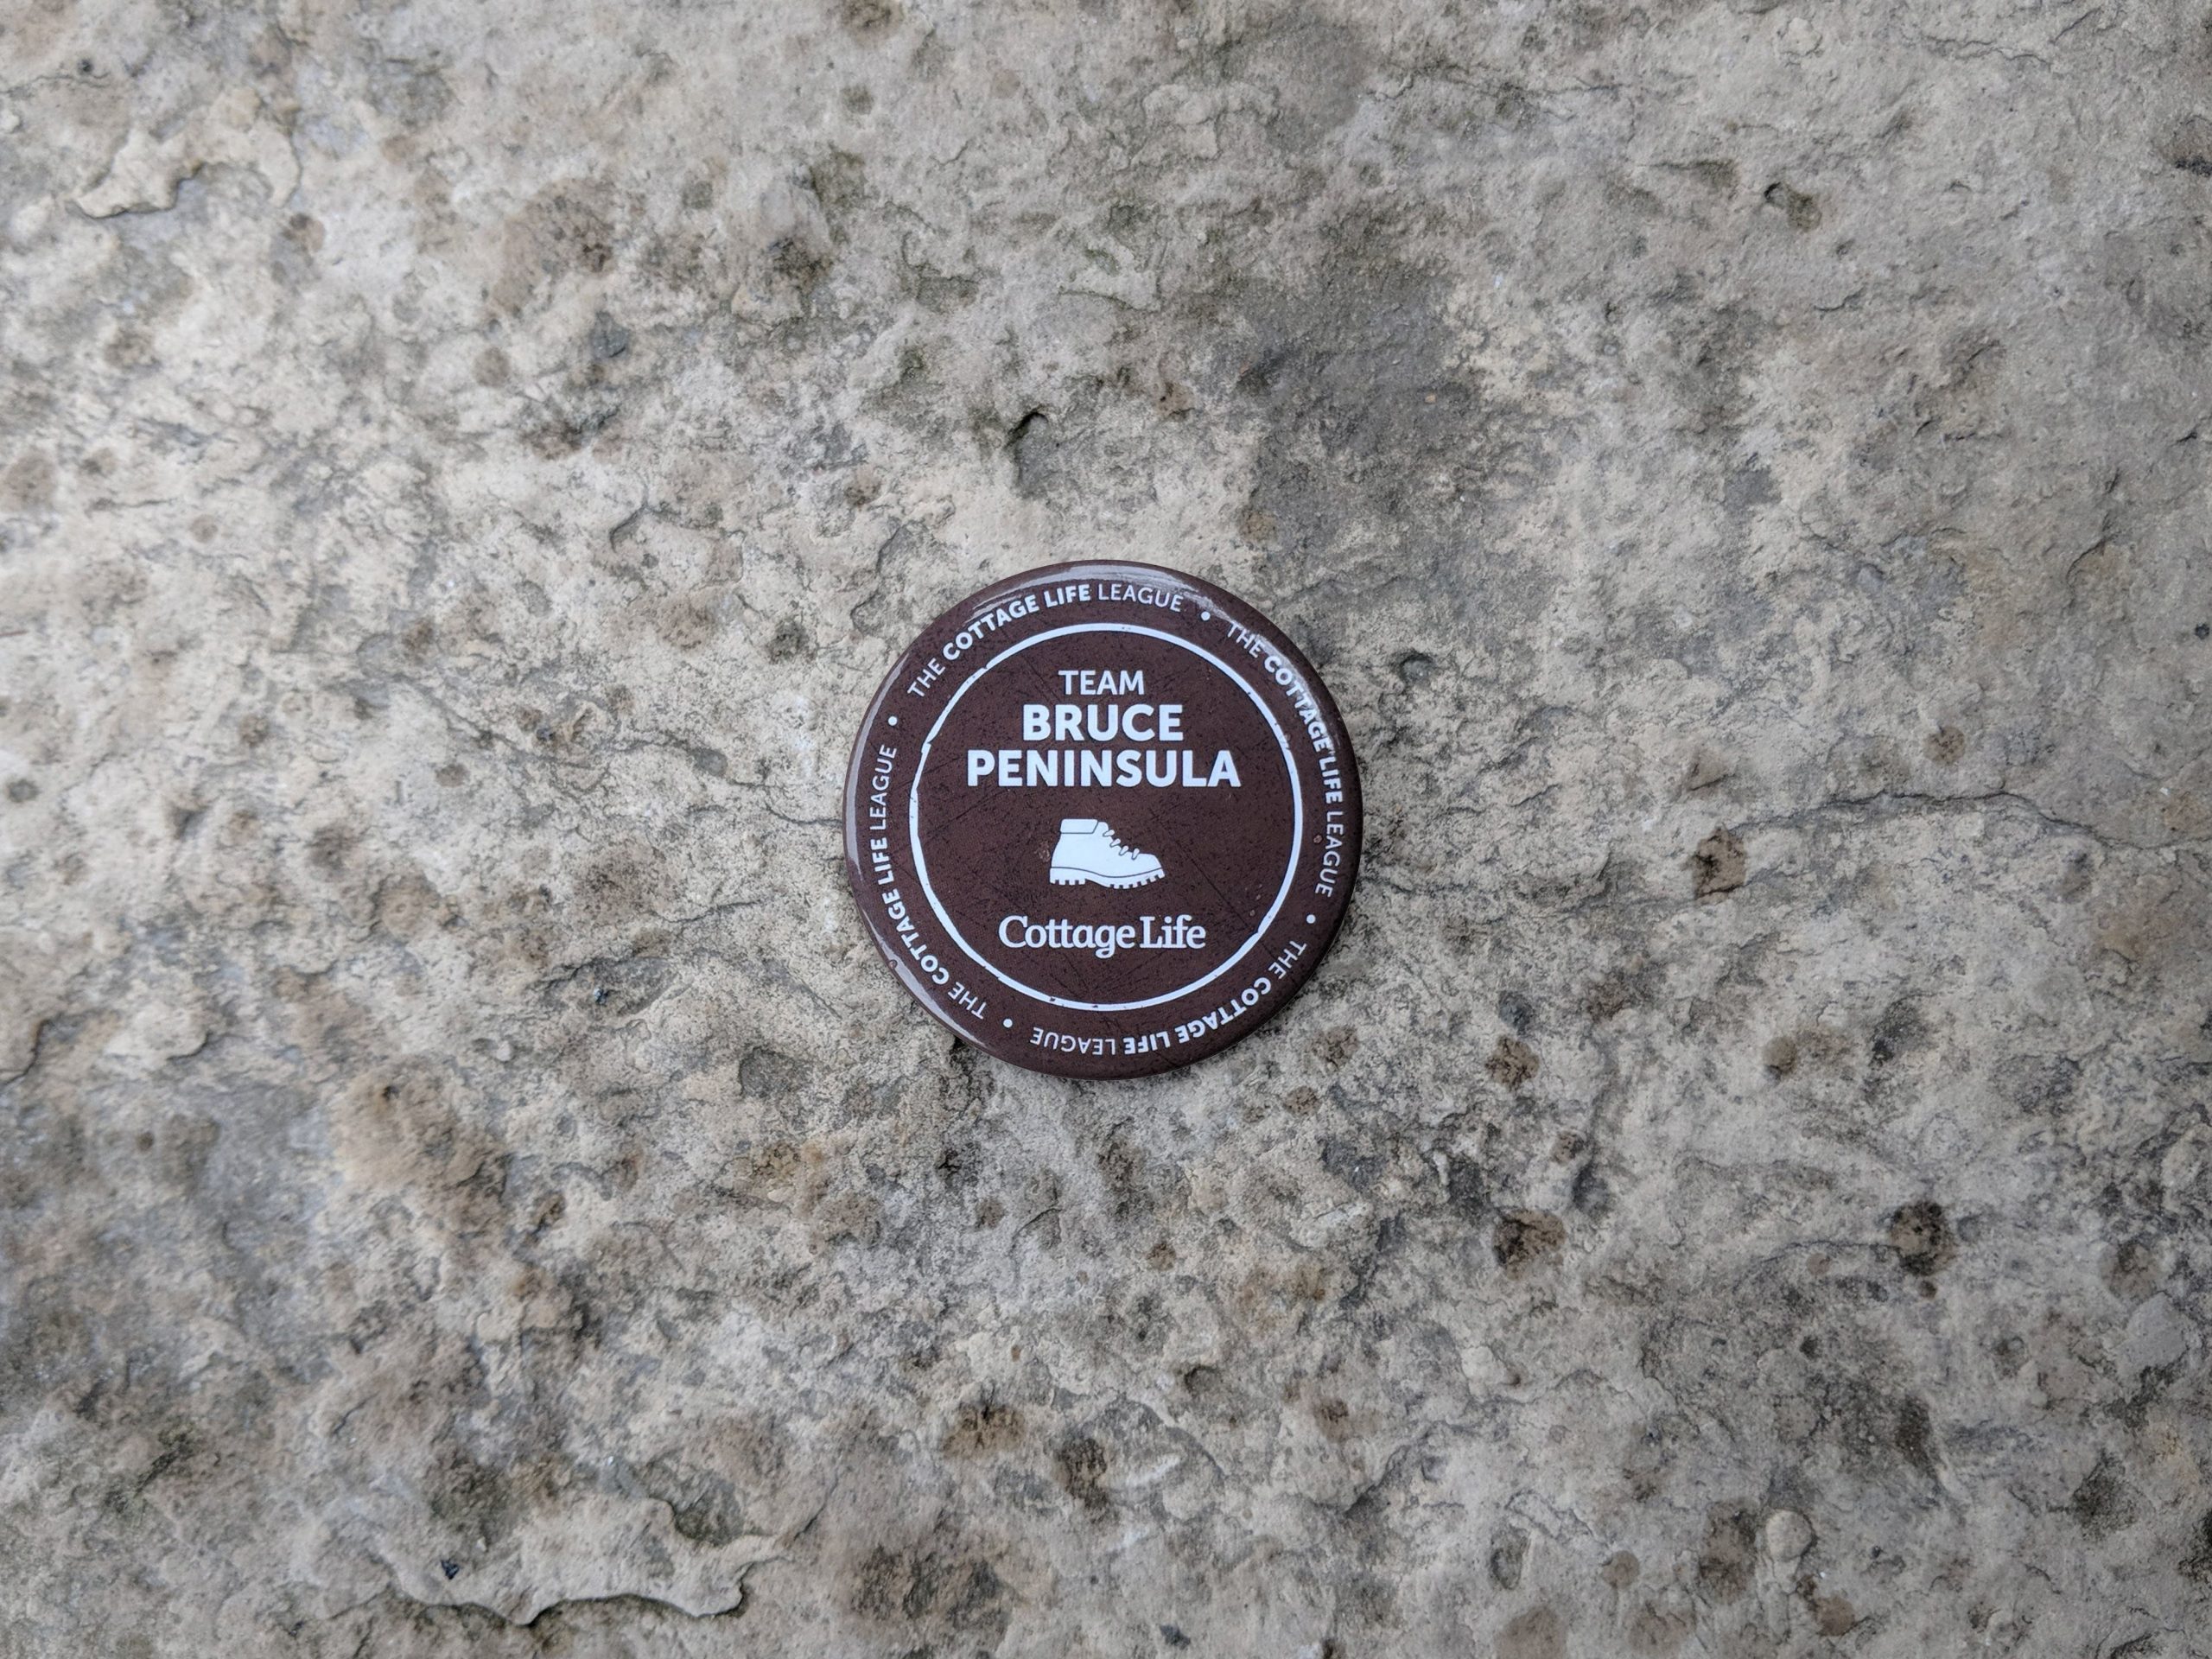 THE COTTAGE LIFE LEAGUE • THE COTTAGE LIFE LEAGUE • THE COTTAGE LIFE LEAGUE • THE COTTAGE LIFE LEAGUE •
TEAM
BRUCE
PENINSULA
Cottage Life